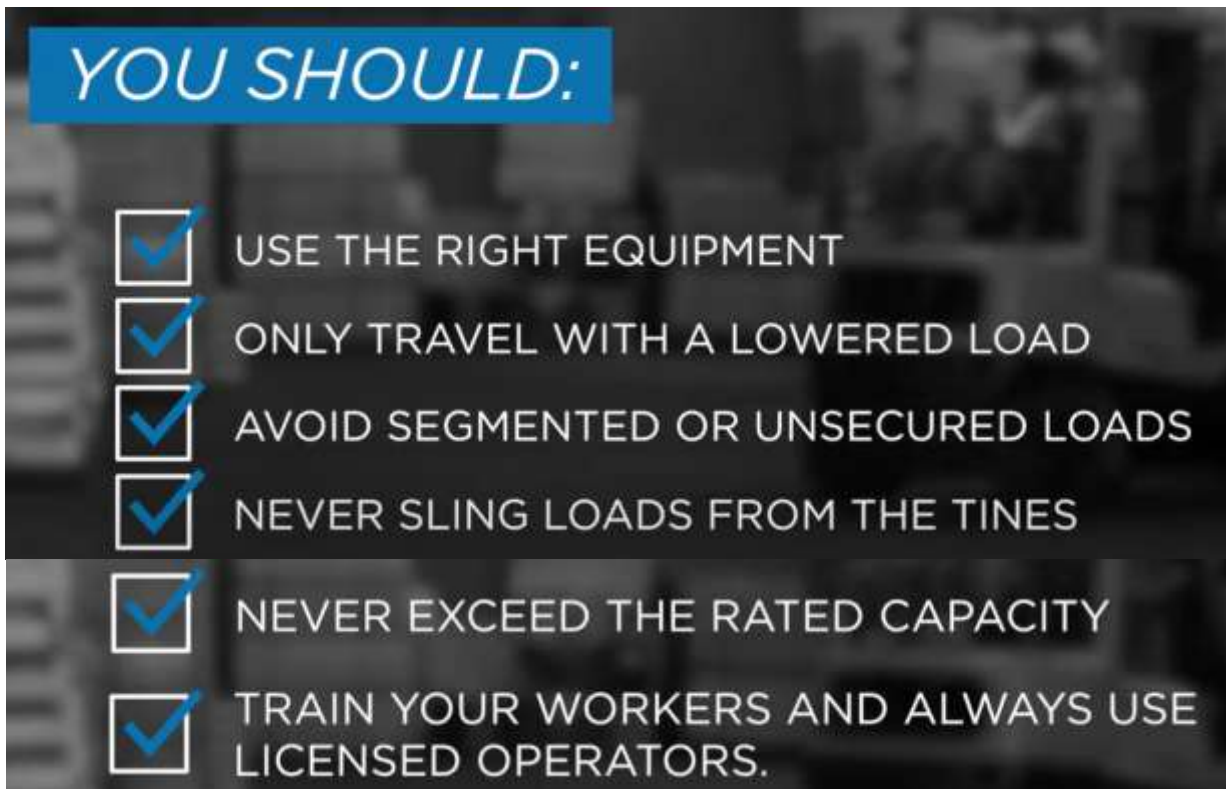 YOU SHOULD:
USE THE RIGHT EQUIPMENT
ONLY TRAVEL WITH A LOWERED LOAD
AVOID SEGMENTED OR UNSECURED LOADS
NEVER SLING LOADS FROM THE TINES
NEVER EXCEED THE RATED CAPACITY
TRAIN YOUR WORKERS AND ALWAYS USE
LICENSED OPERATORS.